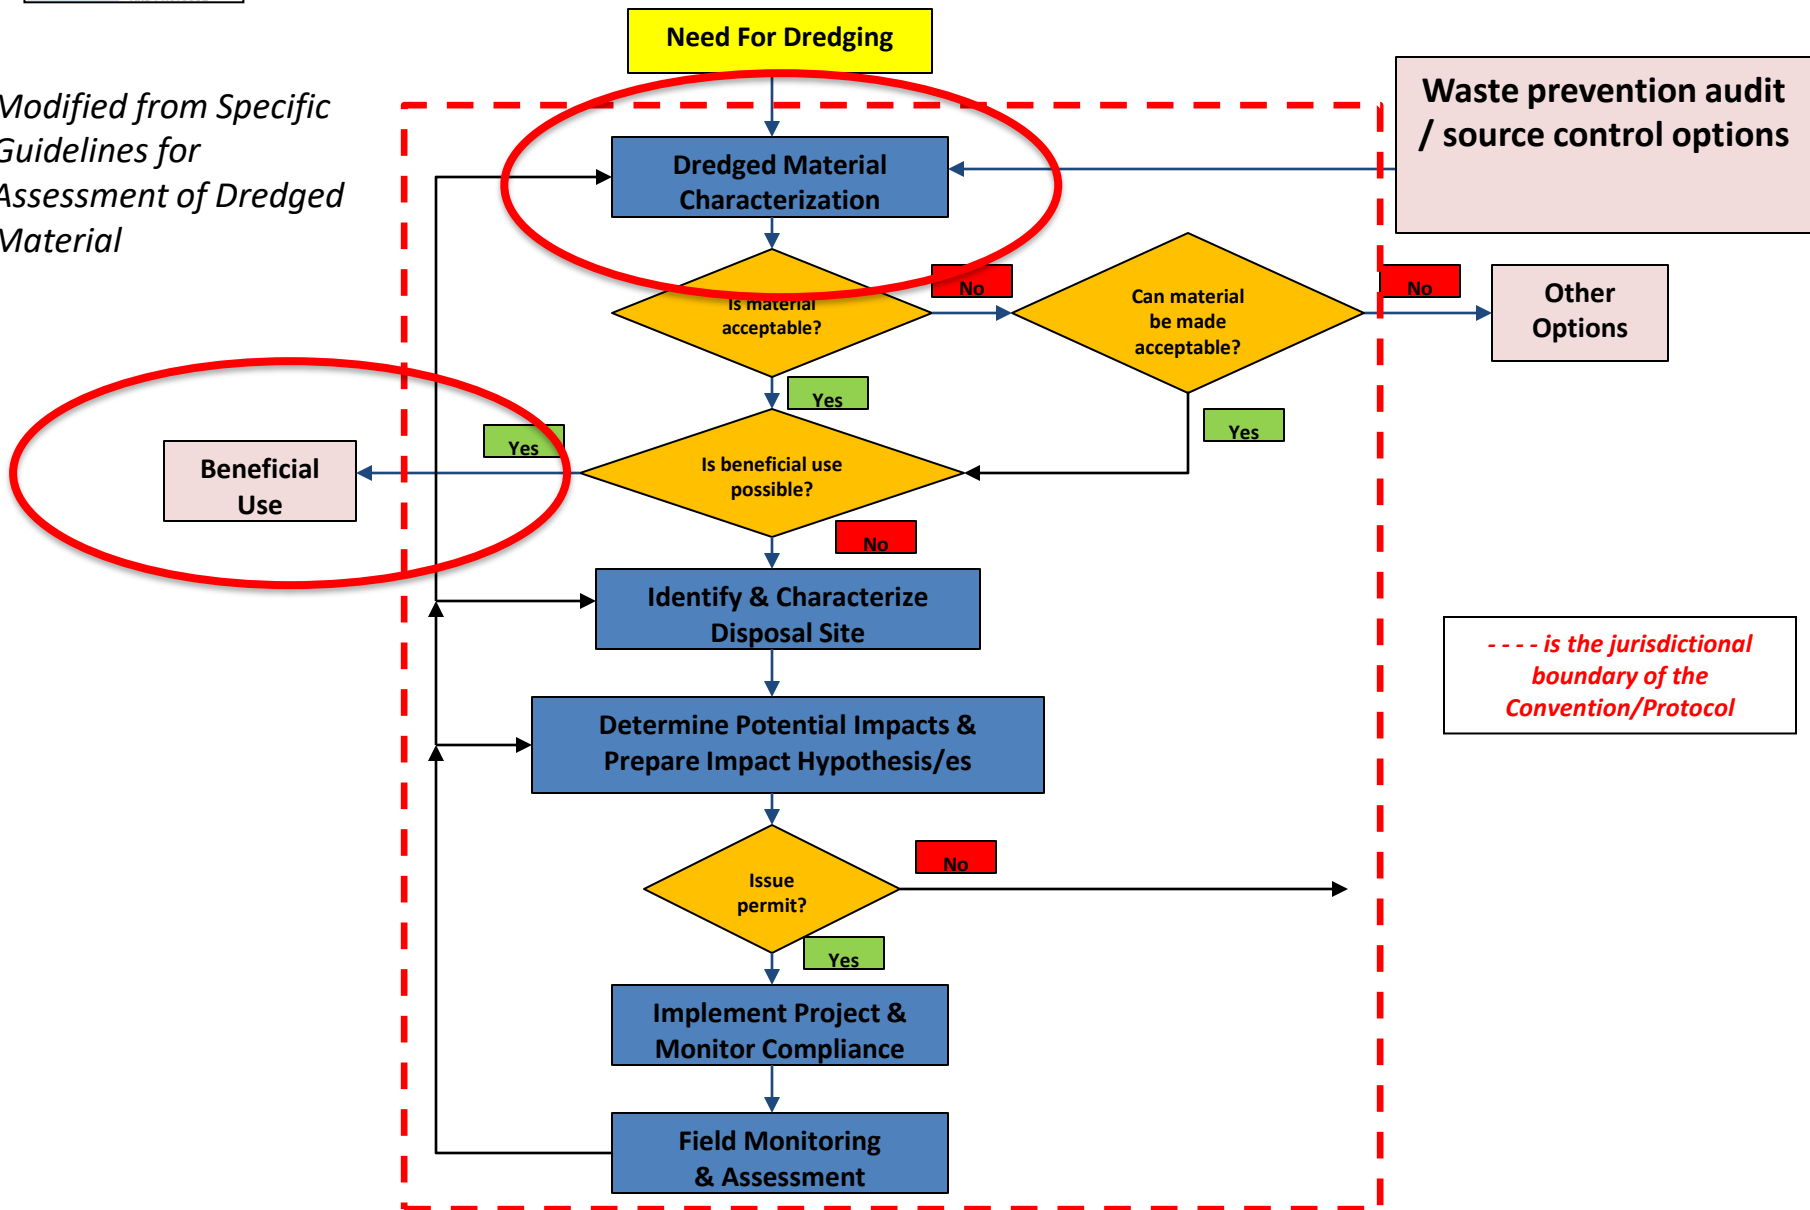 Need For Dredging
Modified from Specific
Guidelines for
Assessment of Dredged
Material
Waste prevention audit
/ source control options
Dredged Material
Characterization
Is material
acceptable?
No
Can material
be made
acceptable?
No
Other
Options
Yes
Yes
Yes
Beneficial
Use
Is beneficial use
possible?
No
Identify & Characterize
Disposal Site
- - - - is the jurisdictional
boundary of the
Convention/Protocol
Determine Potential Impacts &
Prepare Impact Hypothesis/es
Issue
permit?
No
Yes
Implement Project &
Monitor Compliance
Field Monitoring
& Assessment